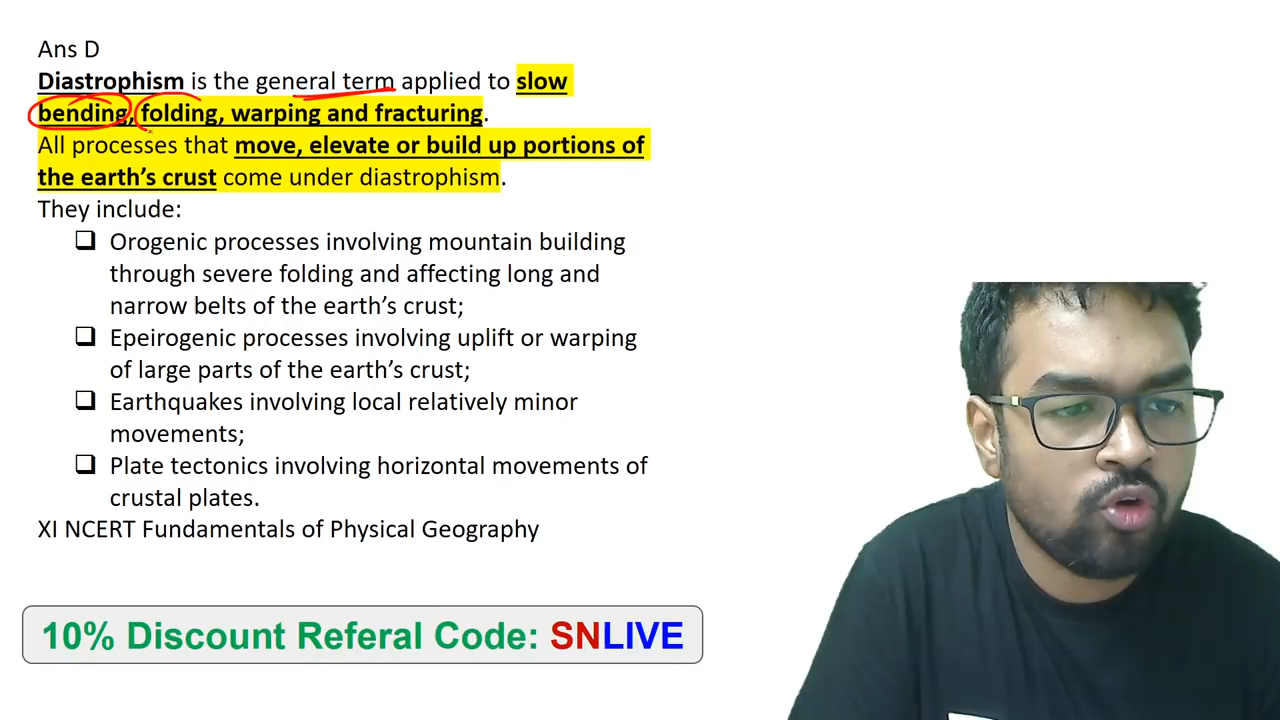 Ans D
Diastrophism is the general term applied to slow
bending, folding, warping and fracturing.
All processes that move, elevate or build up portions of
the earth’s crust come under diastrophism.
They include:
Orogenic processes involving mountain building
through severe folding and affecting long and
narrow belts of the earth’s crust;
Epeirogenic processes involving uplift or warping
of large parts of the earth’s crust;
Earthquakes involving local relatively minor
movements;
Plate tectonics involving horizontal movements of
crustal plates.
XI NCERT Fundamentals of Physical Geography
10% Discount Referal Code: SNLIVE